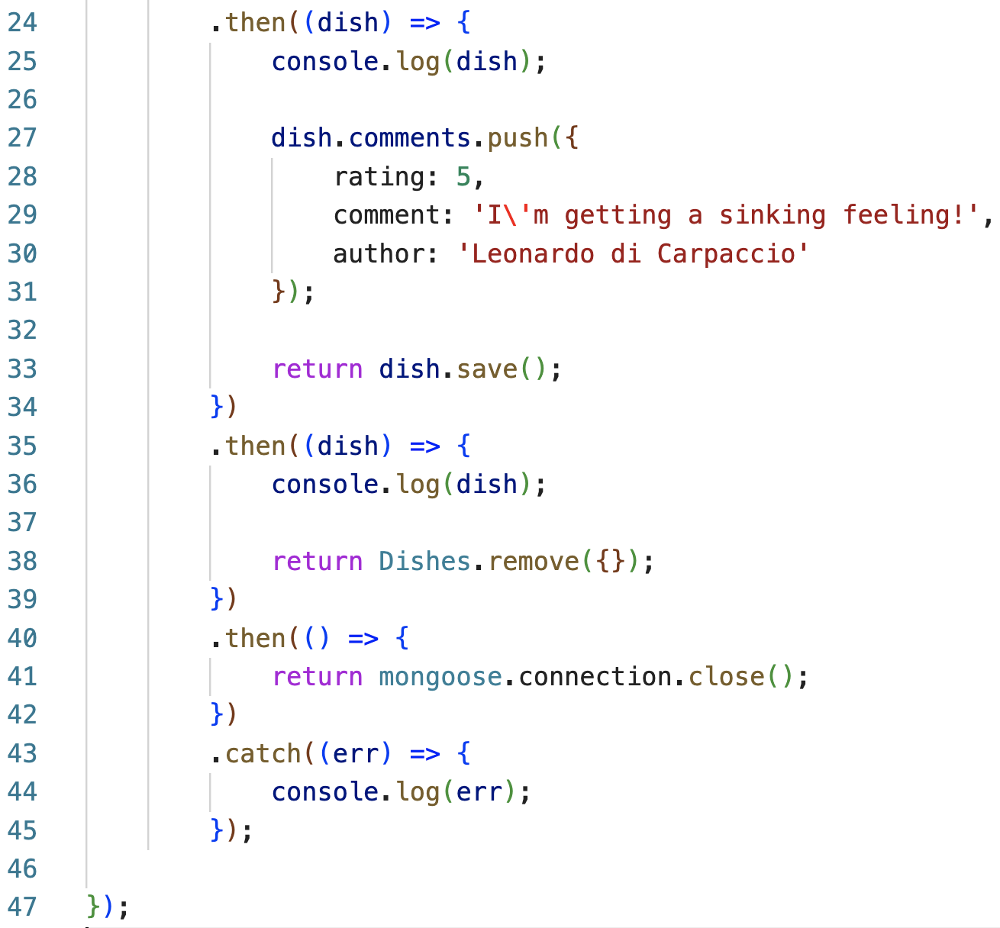 24 .then((dish) => {
25 console.log(dish);
26
27 dish.comments.push({
28 rating: 5,
29 comment: 'I\'m getting a sinking feeling!',
30 author: 'Leonardo di Carpaccio'
31 });
32
33 return dish.save();
34 })
35 .then((dish) => {
36 console.log(dish);
37
38 return Dishes.remove({});
39 })
40 .then(() => {
41 return mongoose.connection.close();
42 })
43 .catch((err) => {
44 console.log(err);
45 });
46
47 });